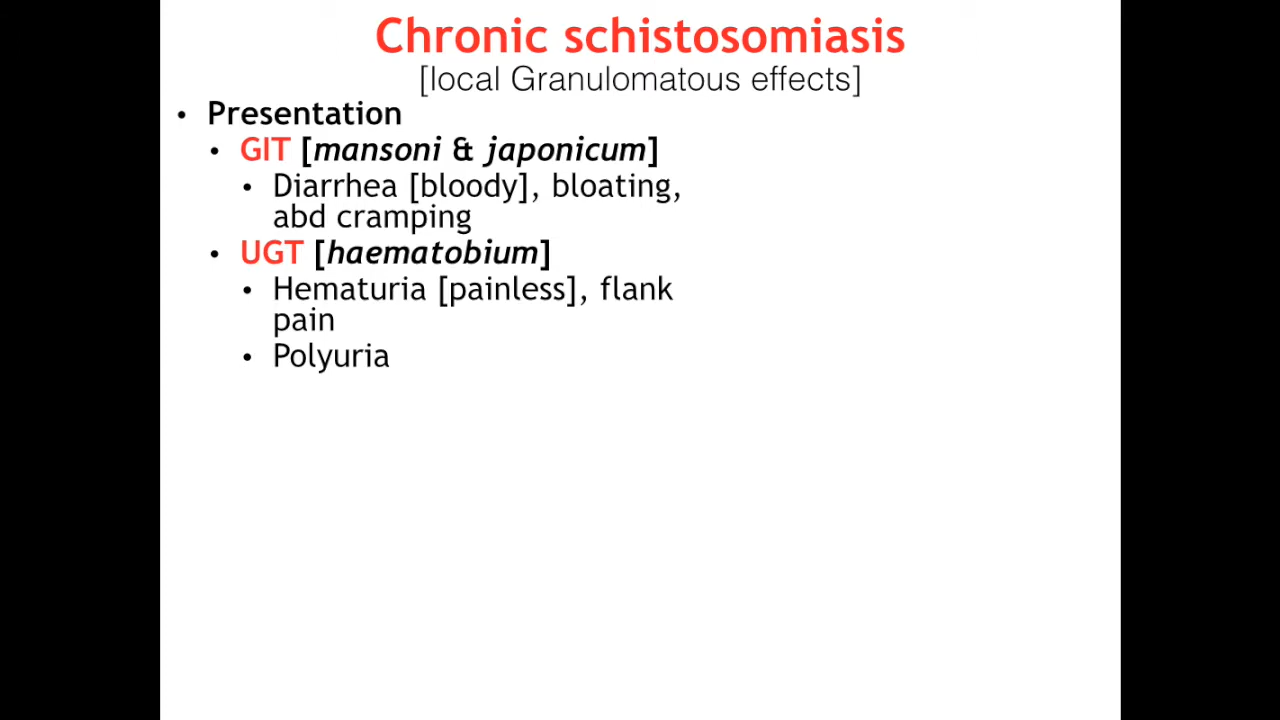 Chronic schistosomiasis
[local Granulomatous effects]
• Presentation
• GIT [mansoni & japonicum]
• Diarrhea [bloody], bloating,
abd cramping
• UGT [haematobium]
• Hematuria [painless], flank
pain
• Polyuria